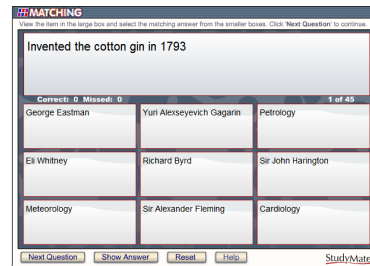 MATCHING
View the item in the large box and select the matching answer from the smaller boxes. Click 'Next Question' to continue.
Invented the cotton gin in 1793
Correct: 0 Missed: 0 1 of 45
George Eastman Yuri Alexseyevich Gagarin Petrology
Eli Whitney Richard Byrd Sir John Harington
Meteorology Sir Alexander Fleming Cardiology
Next Question Show Answer Reset Help StudyMate